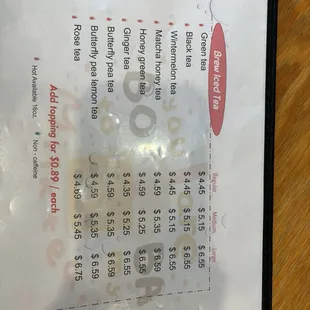 Brew Iced Tea
Regular Medium Large
Green tea $ 4.45 $ 5.15 $ 6.55
Black tea $ 4.45 $ 5.15 $ 6.55
Wintermelon tea $ 4.45 $ 5.15 $ 6.55
Matcha honey tea $ 4.59 $ 5.35 $ 6.59
Honey green tea $ 4.59 $ 5.25 $ 6.55
Ginger tea $ 4.35 $ 5.25 $ 6.55
Butterfly pea tea $ 4.59 $ 5.35 $ 6.59
Butterfly pea lemon tea $ 4.59 $ 5.35 $ 6.59
Rose tea $ 4.69 $ 5.45 $ 6.75
Add topping for $0.89 / each
Hot Available 16oz. Non - caffeine